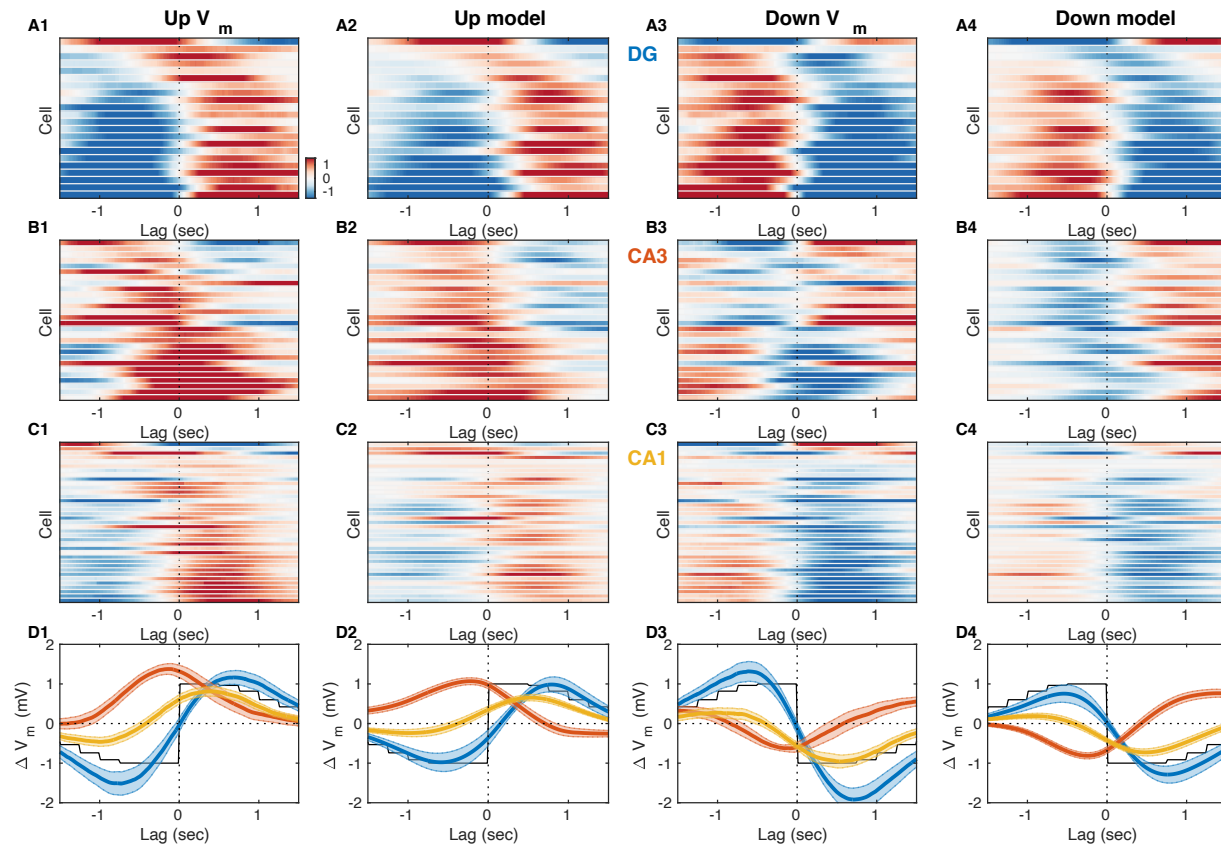 Up V m
Up model
Down V m
Down model
A1
A2
A3
A4
DG
Cell
Cell
Cell
Cell
1
0
-1
-1 0 1
-1 0 1
-1 0 1
-1 0 1
Lag (sec)
Lag (sec)
Lag (sec)
Lag (sec)
B1
B2
B3
B4
CA3
Cell
Cell
Cell
Cell
-1 0 1
-1 0 1
-1 0 1
-1 0 1
Lag (sec)
Lag (sec)
Lag (sec)
Lag (sec)
C1
C2
C3
C4
CA1
Cell
Cell
Cell
Cell
-1 0 1
-1 0 1
-1 0 1
-1 0 1
Lag (sec)
Lag (sec)
Lag (sec)
Lag (sec)
D1
D2
D3
D4
Δ Vm (mV)
2
1
0
-1
-2
-1 0 1
Lag (sec)
Δ Vm (mV)
2
1
0
-1
-2
-1 0 1
Lag (sec)
Δ Vm (mV)
2
1
0
-1
-2
-1 0 1
Lag (sec)
Δ Vm (mV)
2
1
0
-1
-2
-1 0 1
Lag (sec)